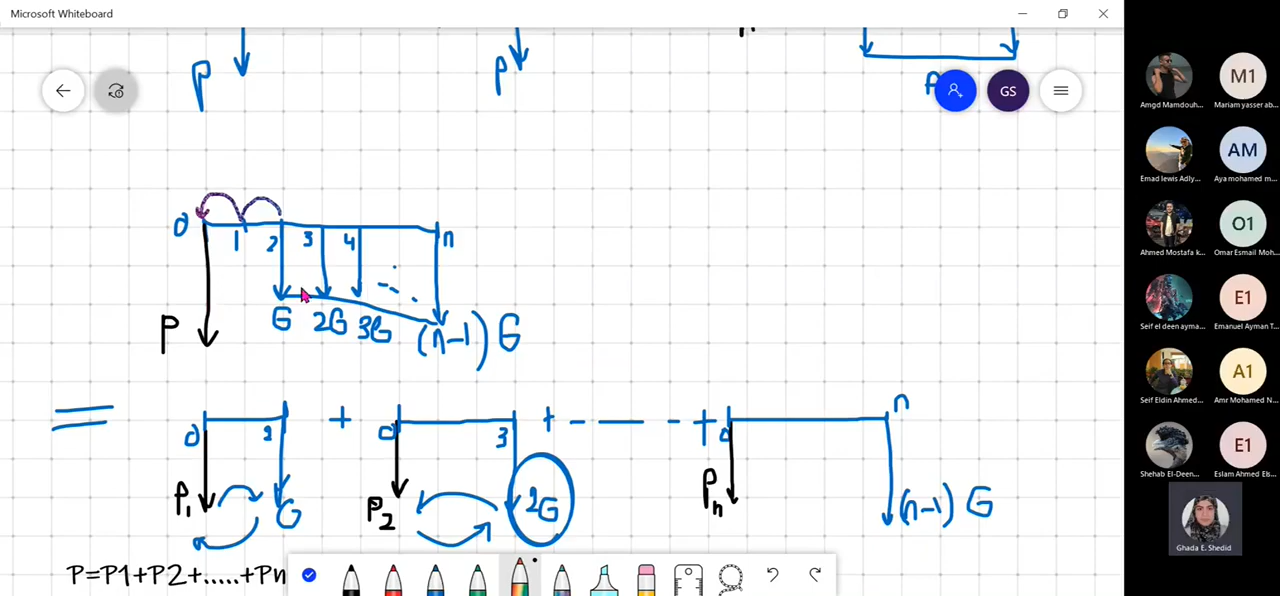 Microsoft Whiteboard
P
P
GS
0 1 2 3 4 n
P G 2G 3G (n-1) G
= + + - - - - +
0 2 0 3 0 n
P1 G P2 2G Pn (n-1) G
P=P1+P2+.....+Pn
Amgd Mamdouh...
M1
Mariam yasser ab...
Emad lewis Adly...
AM
Aya mohamed m...
Ahmed Mostafa k...
O1
Omar Esmail Moh...
Seif el deen ayma...
E1
Emanuel Ayman T...
Seif Eldin Ahmed...
A1
Amr Mohamed N...
Shehab El-Deen...
E1
Eslam Ahmed Els...
Ghada E. Shedid